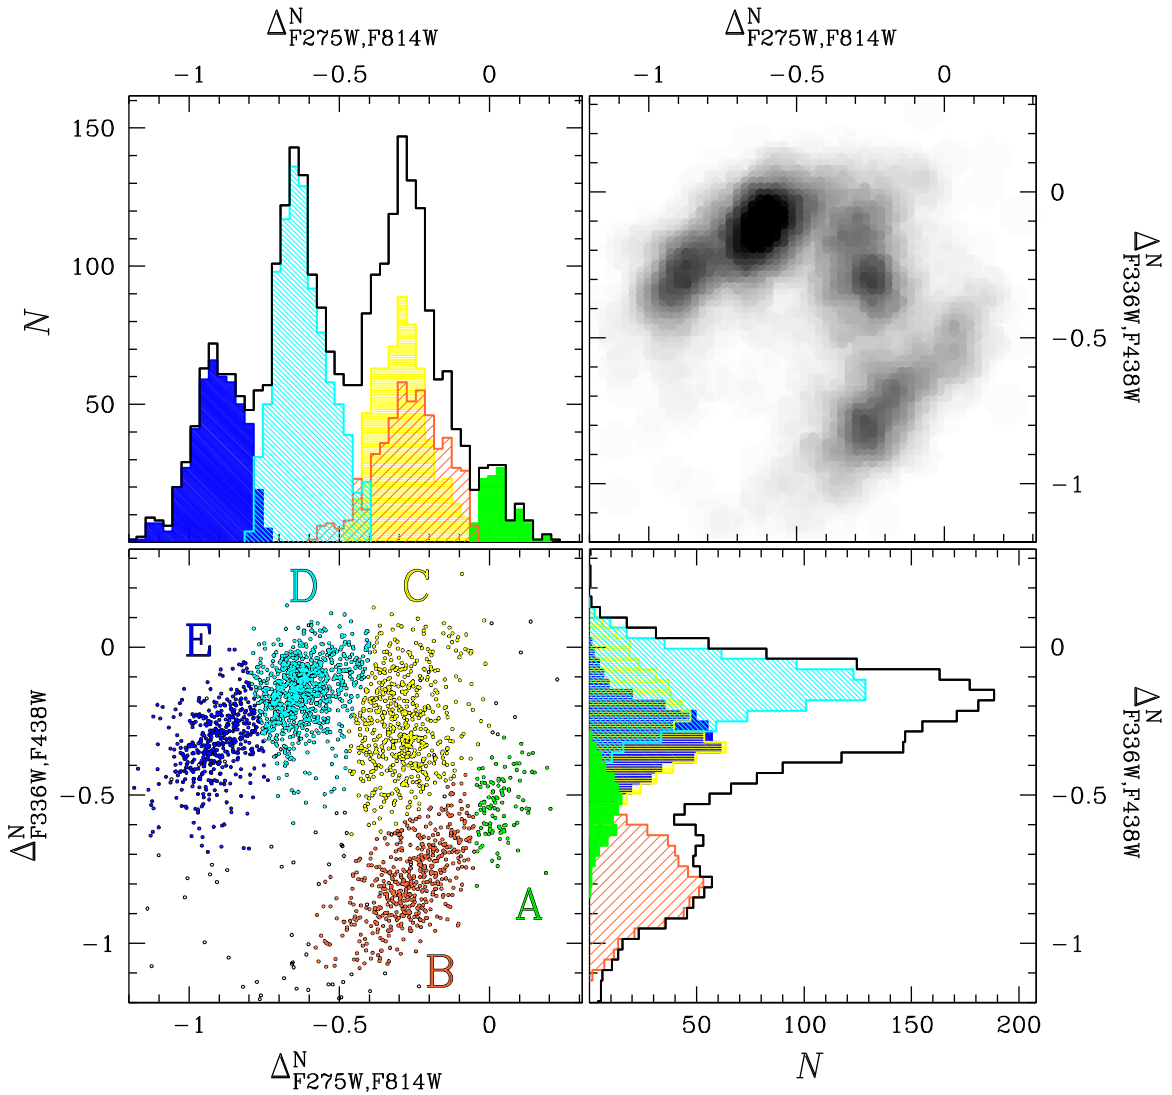 Δ^N_F275W,F814W Δ^N_F275W,F814W
−1 −0.5 0 −1 −0.5 0
150
100
50
N
0
−0.5
−1
Δ^N_F336W,F438W
D C
E
A
B
0
−0.5
−1
Δ^N_F336W,F438W
0
−0.5
−1
Δ^N_F336W,F438W
−1 −0.5 0 50 100 150 200
Δ^N_F275W,F814W N